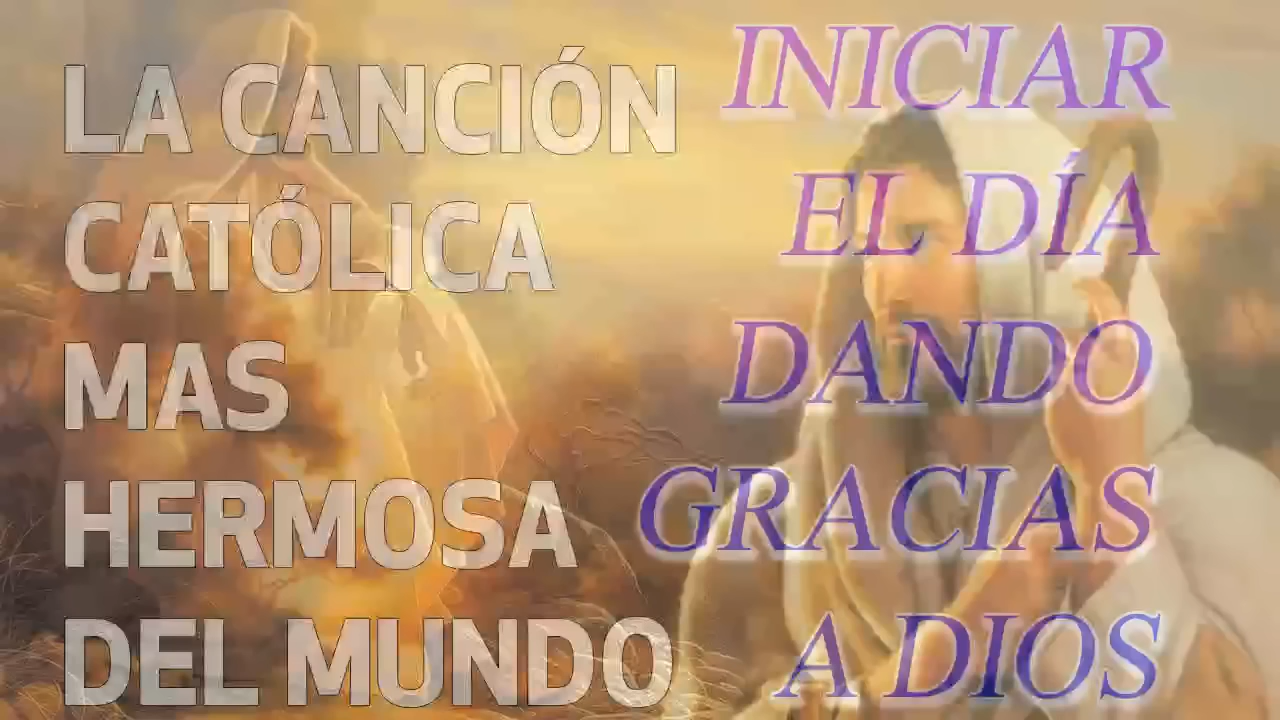 LA CANCIÓN
CATÓLICA
MAS
HERMOSA
DEL MUNDO
INICIAR
EL DÍA
DANDO
GRACIAS
A DIOS